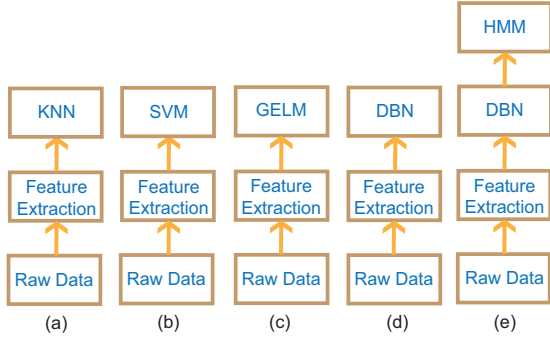 HMM
KNN
SVM
GELM
DBN
DBN
Feature
Extraction
Feature
Extraction
Feature
Extraction
Feature
Extraction
Feature
Extraction
Raw Data
Raw Data
Raw Data
Raw Data
Raw Data
(a)
(b)
(c)
(d)
(e)